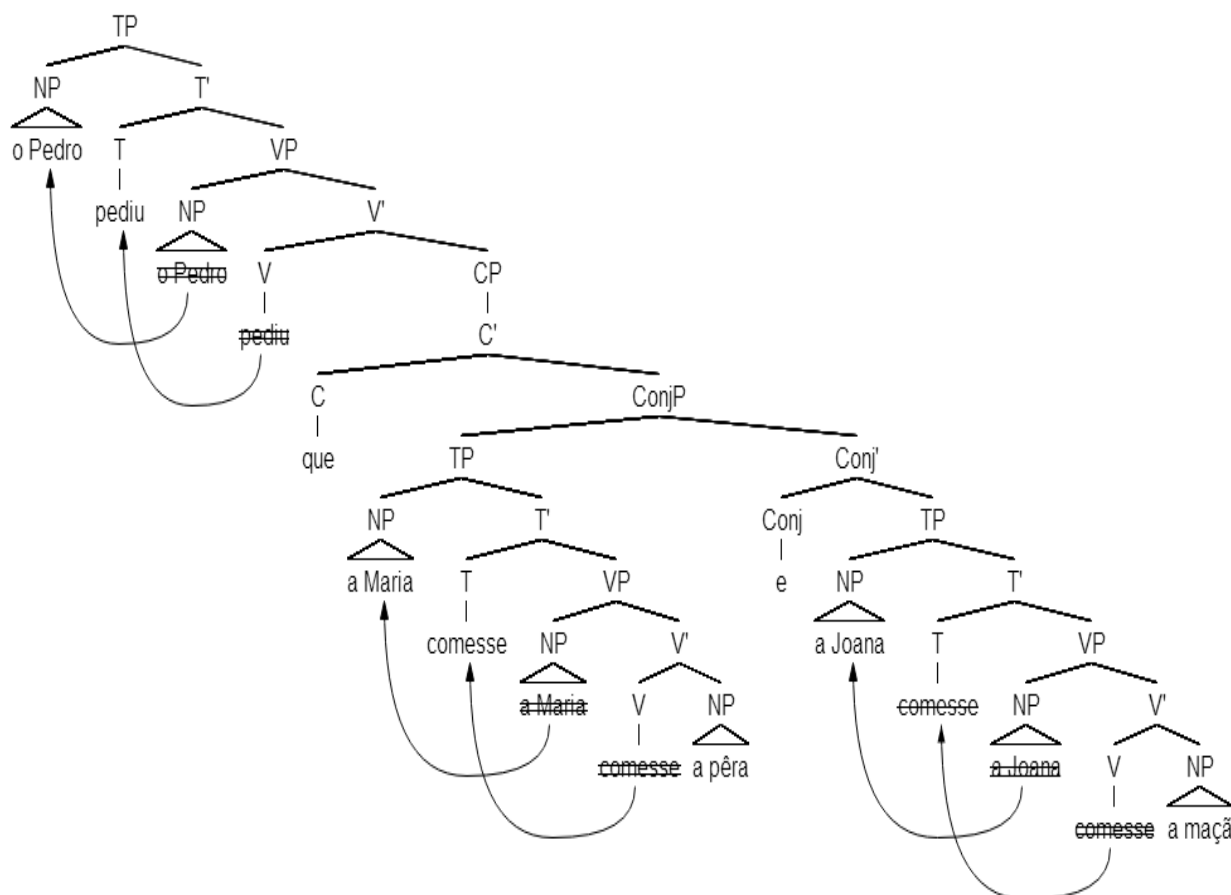 TP
NP T'
o Pedro T VP
pediu NP V'
o Pedro V CP
pediu C'
C ConjP
que TP Conj'
NP T' Conj TP
a Maria T VP e NP T'
comesse NP V' a Joana T VP
a Maria V NP comesse NP V'
comesse a pêra a Joana V NP
comesse a maçã